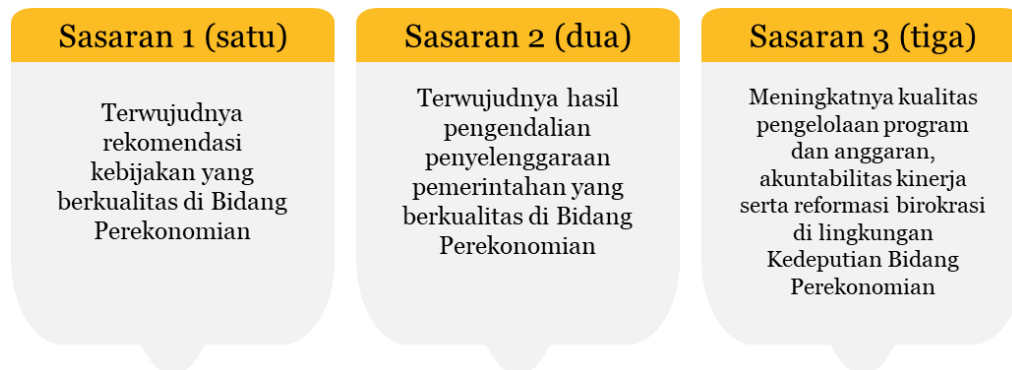 Sasaran 1 (satu)
Terwujudnya
rekomendasi
kebijakan yang
berkualitas di Bidang
Perekonomian
Sasaran 2 (dua)
Terwujudnya hasil
pengendalian
penyelenggaraan
pemerintahan yang
berkualitas di Bidang
Perekonomian
Sasaran 3 (tiga)
Meningkatnya kualitas
pengelolaan program
dan anggaran,
akuntabilitas kinerja
serta reformasi birokrasi
di lingkungan
Kedeputian Bidang
Perekonomian